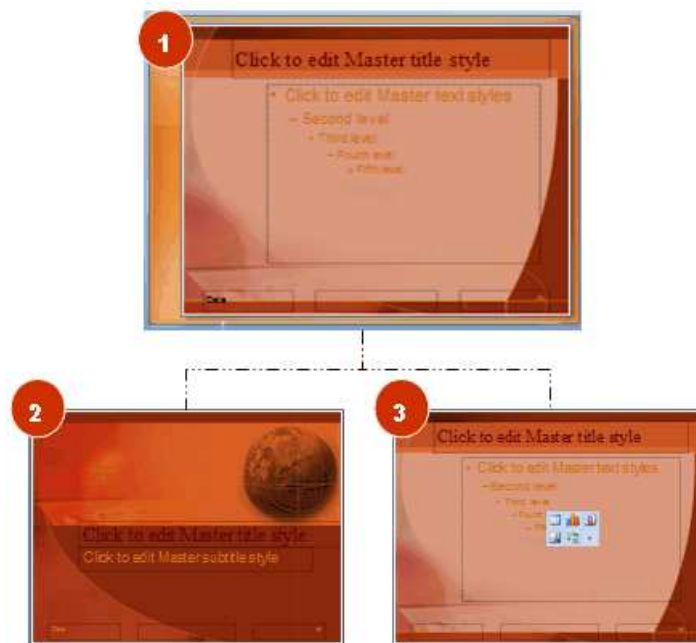 1
Click to edit Master title style
• Click to edit Master text styles
– Second level
• Third level
– Fourth level
Fifth level
Date
2
Click to edit Master title style
Click to edit Master subtitle style
3
Click to edit Master title style
• Click to edit Master text styles
– Second level
• Third level